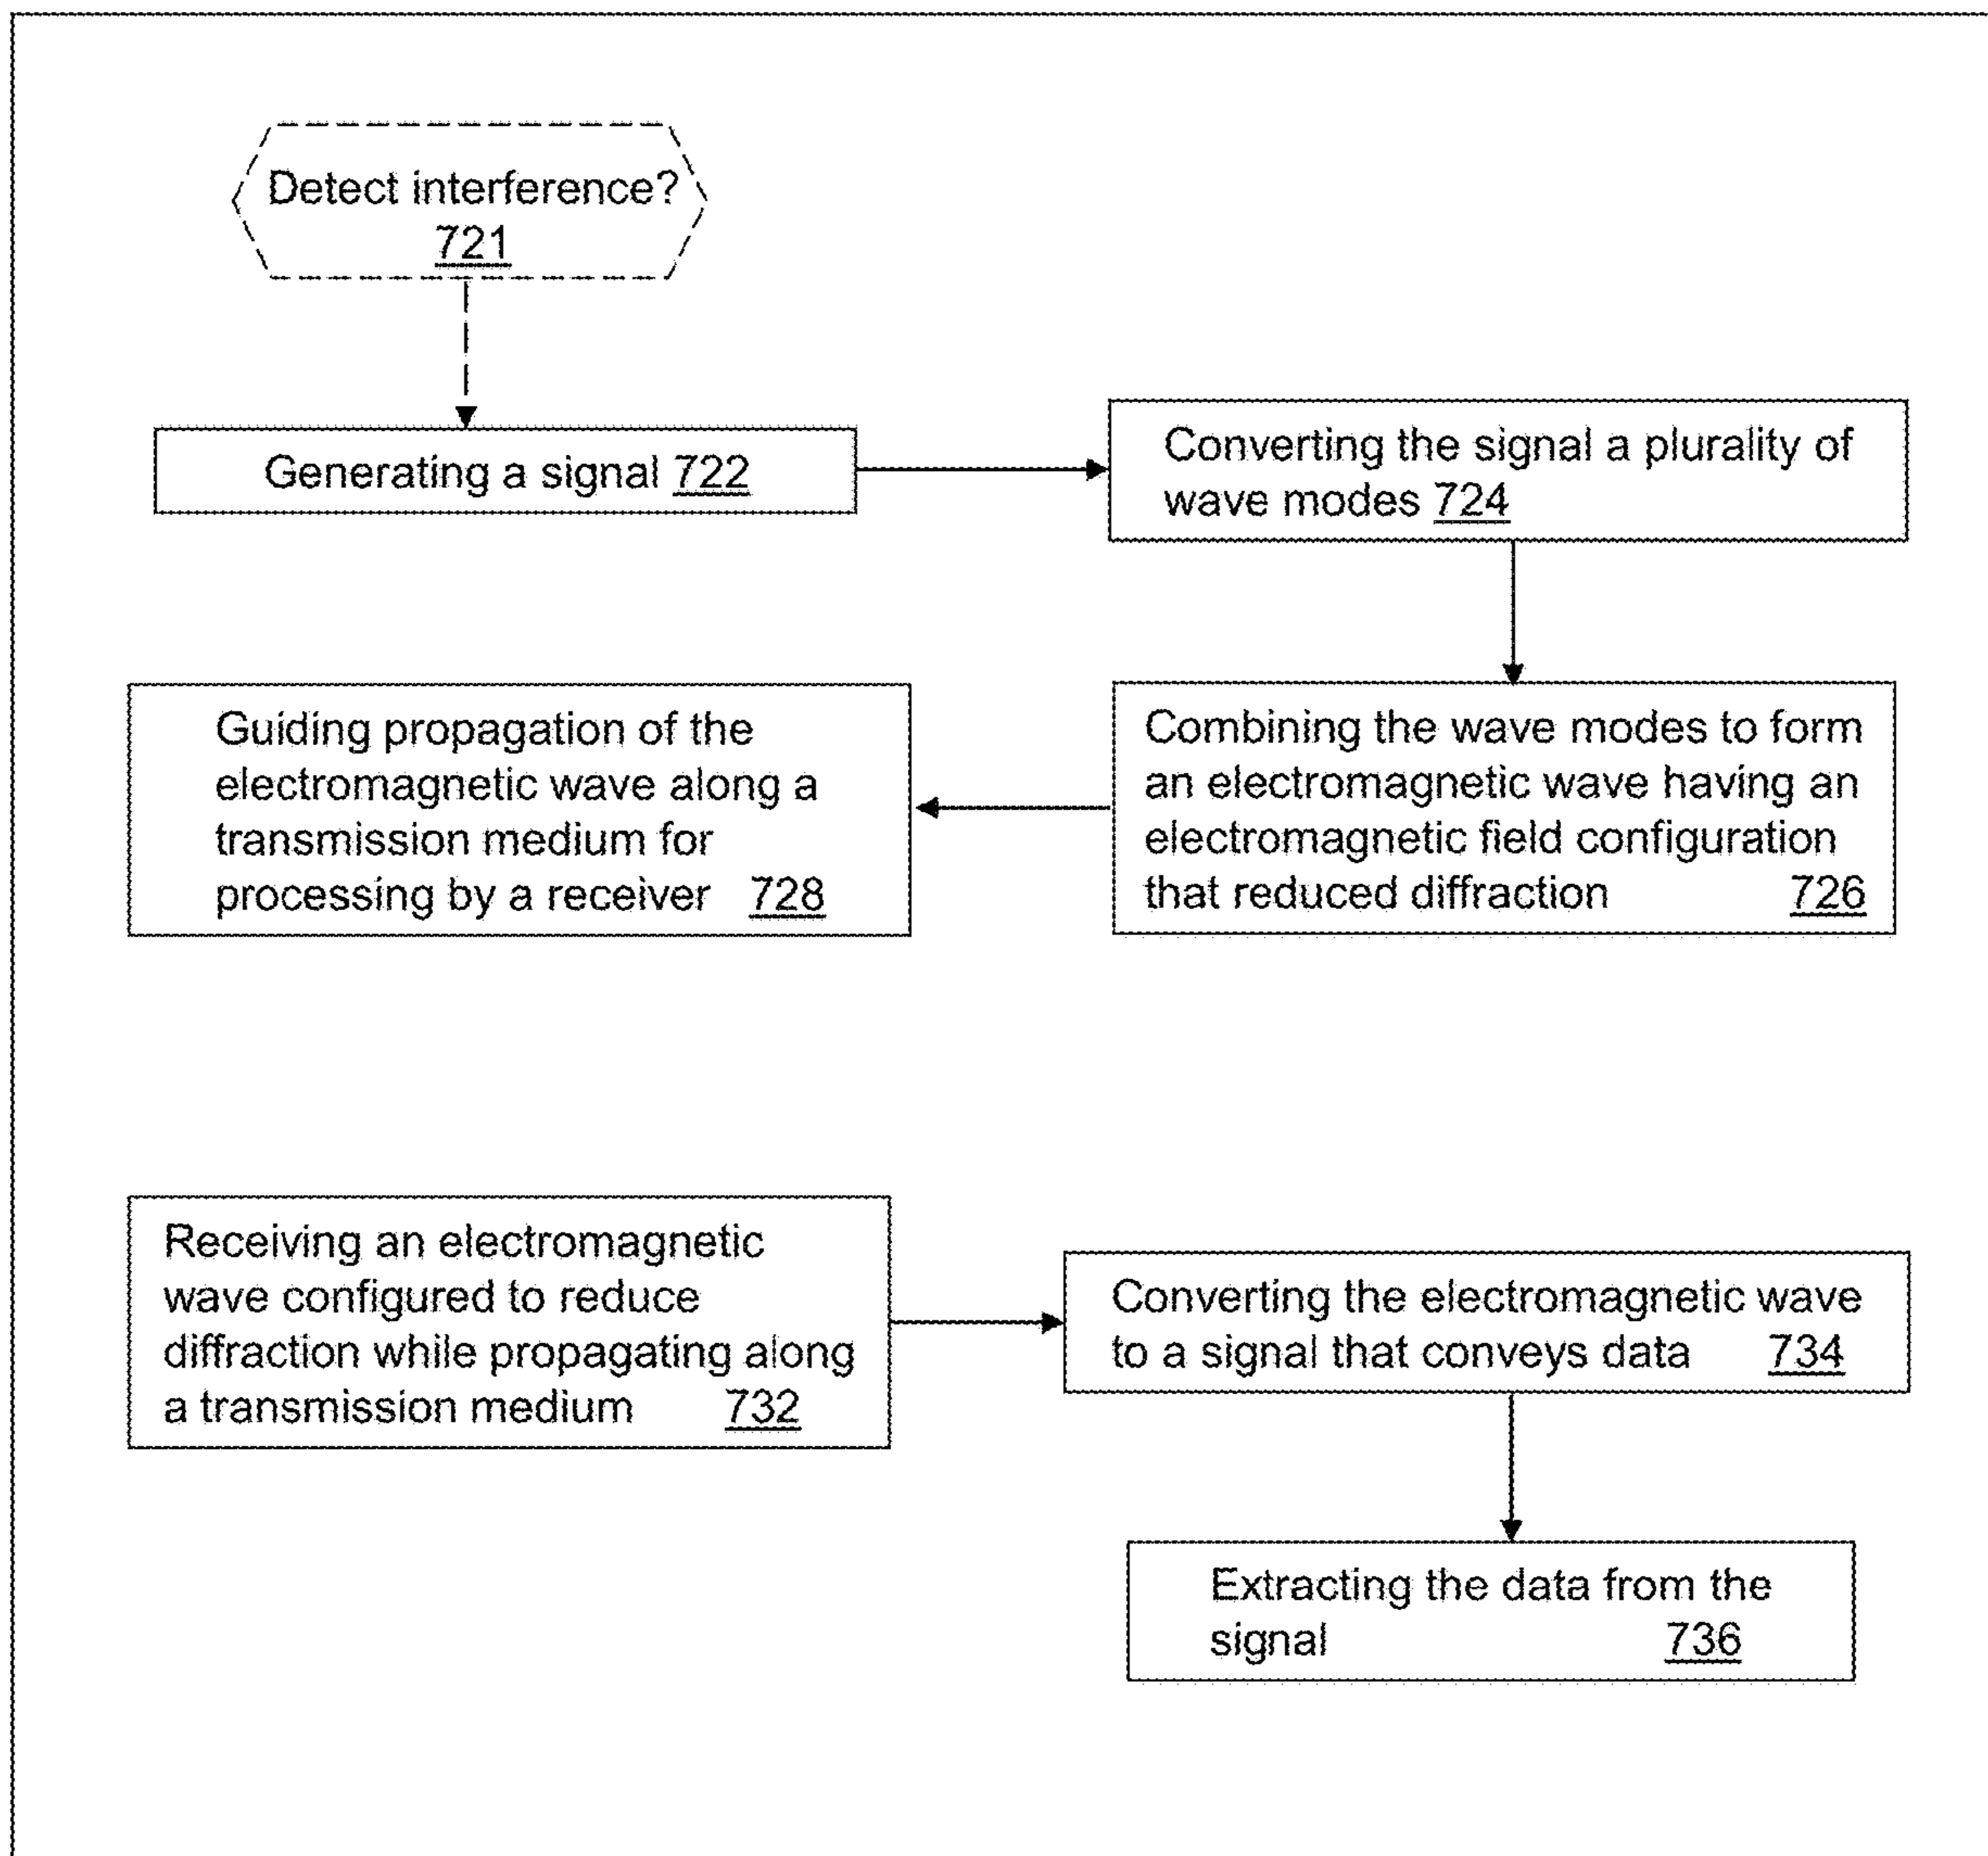 Detect interference?
721
Generating a signal 722
Converting the signal a plurality of
wave modes 724
Combining the wave modes to form
an electromagnetic wave having an
electromagnetic field configuration
that reduced diffraction 726
Guiding propagation of the
electromagnetic wave along a
transmission medium for
processing by a receiver 728
Receiving an electromagnetic
wave configured to reduce
diffraction while propagating along
a transmission medium 732
Converting the electromagnetic wave
to a signal that conveys data 734
Extracting the data from the
signal 736